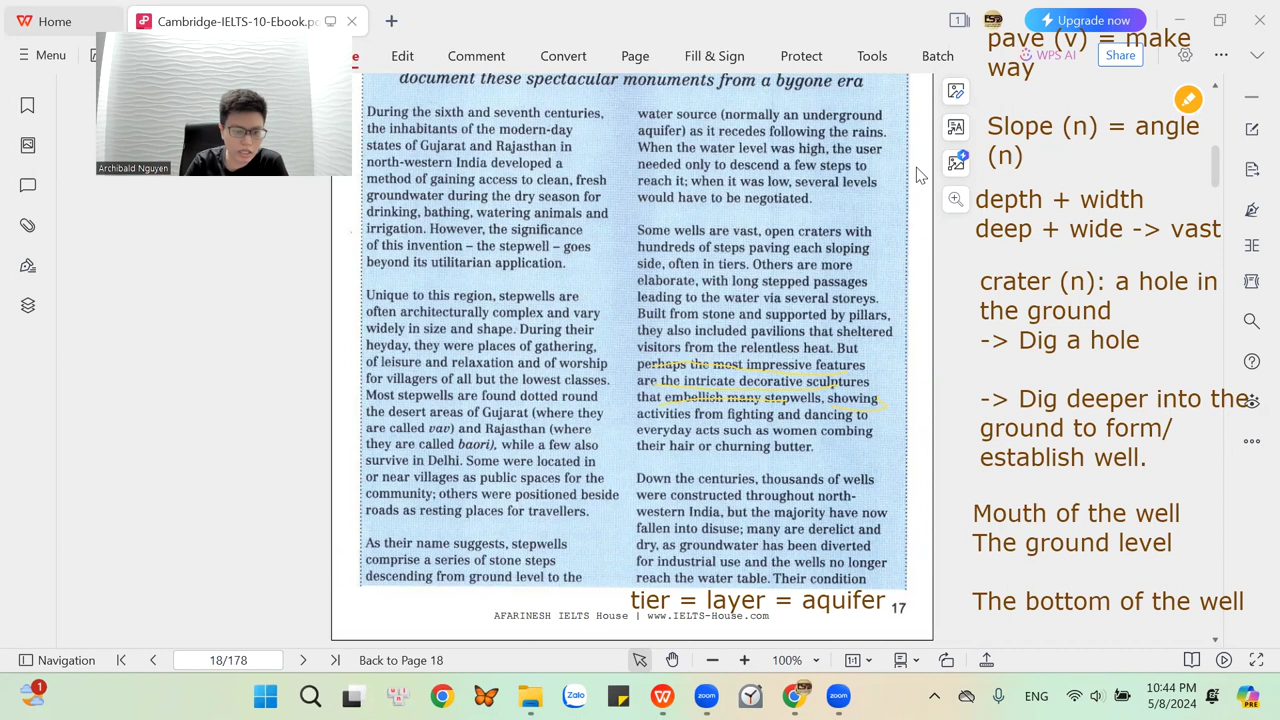 Home
Cambridge-IELTS-10-Ebook.p
1
Upgrade now
Menu
Edit
Comment
Convert
Page
Fill & Sign
Protect
Tools
Batch
WPS AI
Share
Archibald Nguyen
document these spectacular monuments from a bygone era
During the sixth and seventh centuries,
the inhabitants of the modern-day
states of Gujarat and Rajasthan in
north-western India developed a
method of gaining access to clean, fresh
groundwater during the dry season for
drinking, bathing, watering animals and
irrigation. However, the significance
of this invention – the stepwell – goes
beyond its utilitarian application.
Unique to this region, stepwells are
often architecturally complex and vary
widely in size and shape. During their
heyday, they were places of gathering,
of leisure and relaxation and of worship
for villagers of all but the lowest classes.
Most stepwells are found dotted round
the desert areas of Gujarat (where they
are called vav) and Rajasthan (where
they are called baori), while a few also
survive in Delhi. Some were located in
or near villages as public spaces for the
community; others were positioned beside
roads as resting places for travellers.
As their name suggests, stepwells
comprise a series of stone steps
descending from ground level to the
water source (normally an underground
aquifer) as it recedes following the rains.
When the water level was high, the user
needed only to descend a few steps to
reach it; when it was low, several levels
would have to be negotiated.
Some wells are vast, open craters with
hundreds of steps paving each sloping
side, often in tiers. Others are more
elaborate, with long stepped passages
leading to the water via several storeys.
Built from stone and supported by pillars,
they also included pavilions that sheltered
visitors from the relentless heat. But
perhaps the most impressive features
are the intricate decorative sculptures
that embellish many stepwells, showing
activities from fighting and dancing to
everyday acts such as women combing
their hair or churning butter.
Down the centuries, thousands of wells
were constructed throughout north-
western India, but the majority have now
fallen into disuse; many are derelict and
dry, as groundwater has been diverted
for industrial use and the wells no longer
reach the water table. Their condition
tier = layer = aquifer
17
AFARINESH IELTS House | www.IELTS-House.com
pave (v) = make
way
Slope (n) = angle
(n)
depth + width
deep + wide -> vast
crater (n): a hole in
the ground
-> Dig a hole
-> Dig deeper into the
ground to form/
establish well.
Mouth of the well
The ground level
The bottom of the well
Navigation
18/178
Back to Page 18
100%
1:1
1
zoom
Zalo
zoom
zoom
ENG
10:44 PM
5/8/2024
PRE